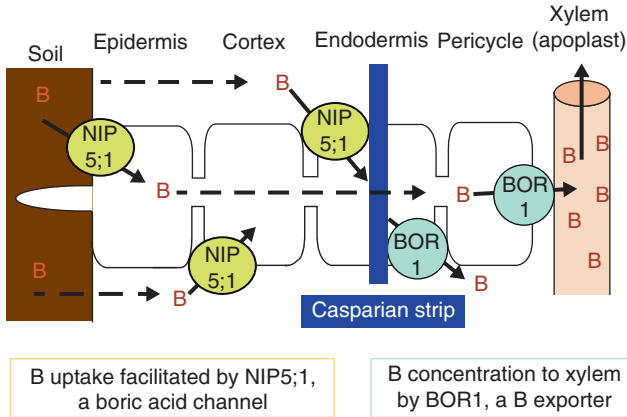 Soil
Epidermis
Cortex
Endodermis
Pericycle
Xylem
(apoplast)
B
B
NIP
5;1
NIP
5;1
B
B
B
BOR
1
B
B
B
B
B
NIP
5;1
BOR
1
B
B
B
Casparian strip
B uptake facilitated by NIP5;1,
a boric acid channel
B concentration to xylem
by BOR1, a B exporter